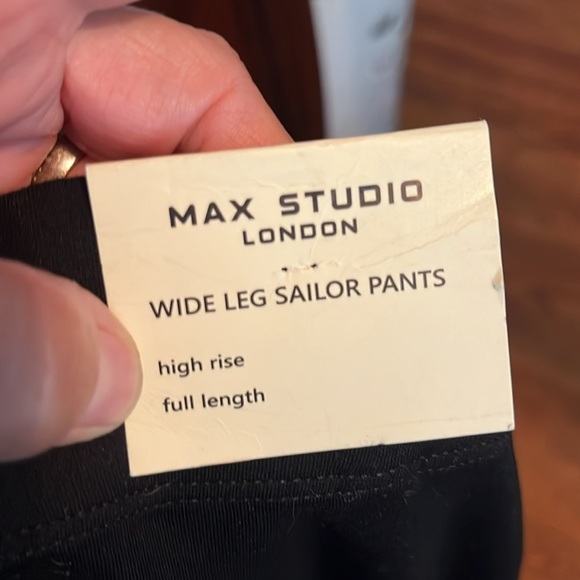 MAX STUDIO
LONDON
WIDE LEG SAILOR PANTS
high rise
full length